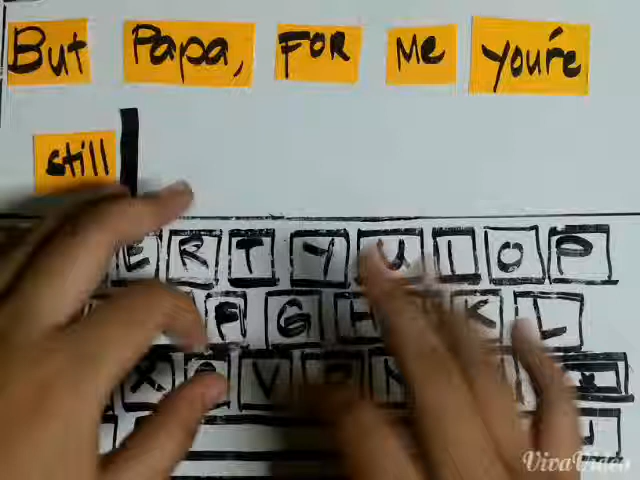 But Papa, FOR Me you're
still
E R T Y U I O P
F G H K L
X C V
VivaVideo